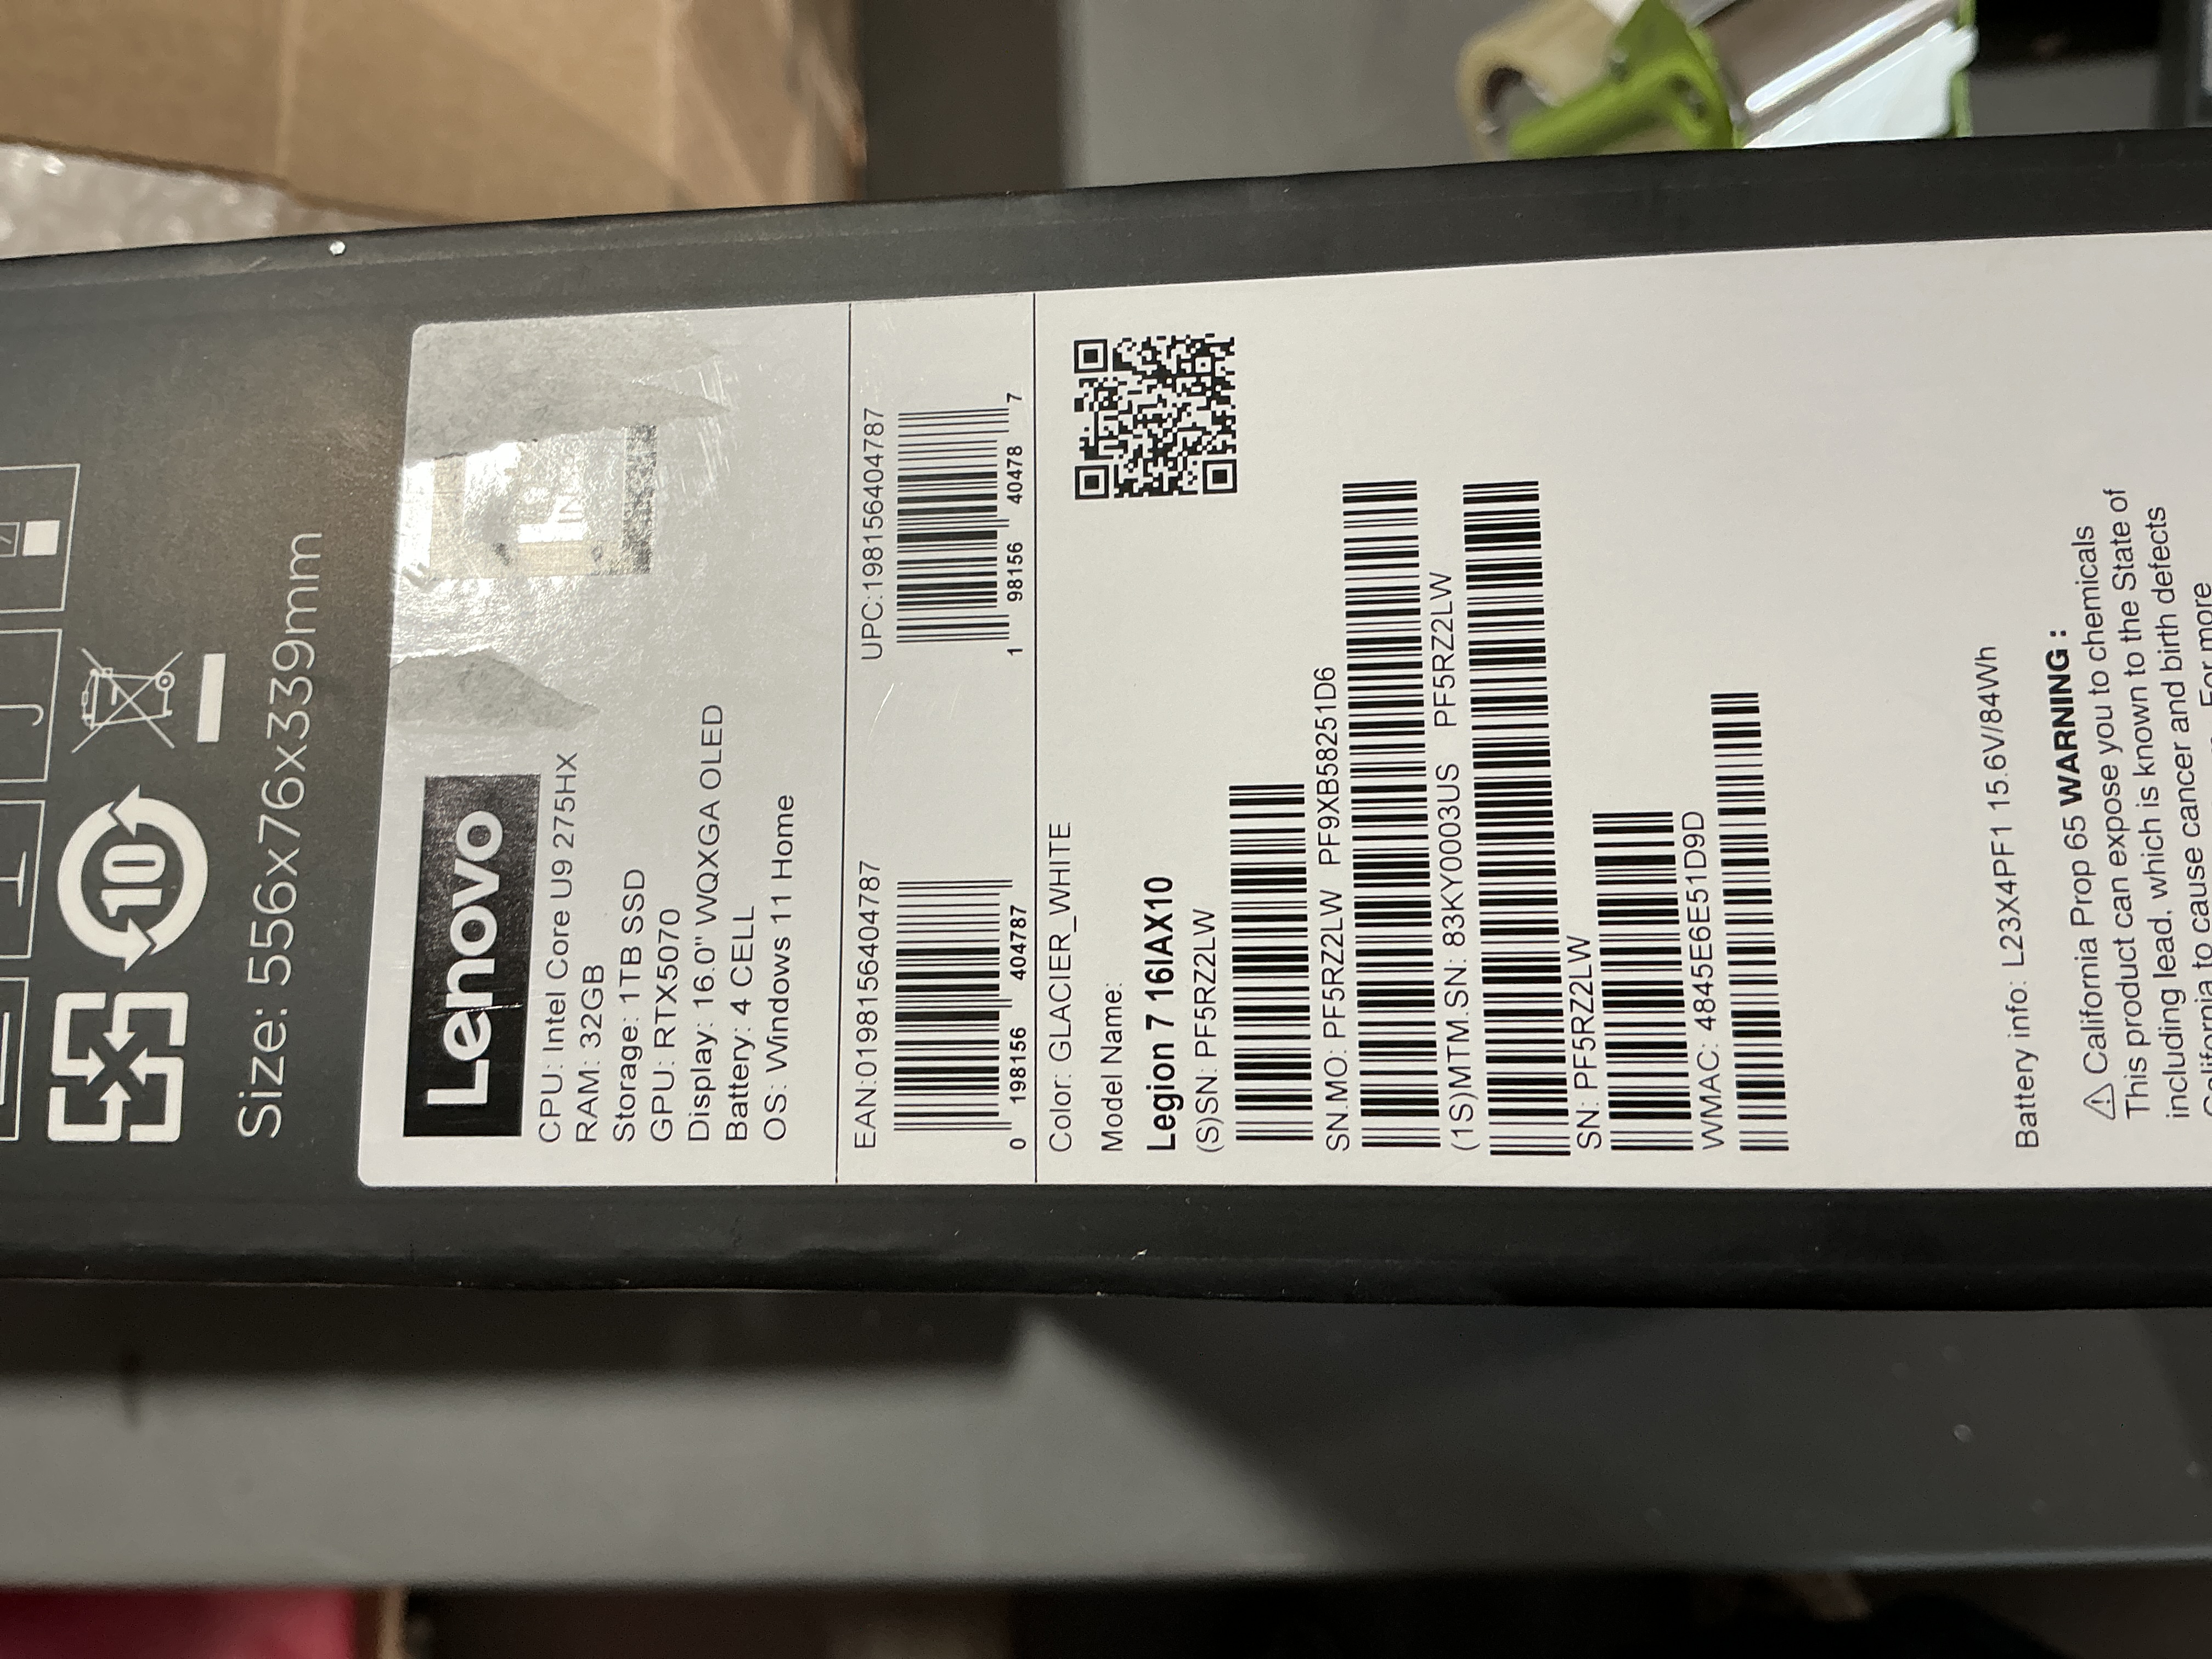 10
Size: 556x76x339mm
Lenovo
CPU: Intel Core U9 275HX
RAM: 32GB
Storage: 1TB SSD
GPU: RTX5070
Display: 16.0" WQXGA OLED
Battery: 4 CELL
OS: Windows 11 Home
EAN:0198156404787
0 198156 404787
UPC:198156404787
1 98156 40478 7
Color: GLACIER_WHITE
Model Name:
Legion 7 16IAX10
(S)SN: PF5RZ2LW
SN.MO: PF5RZ2LW PF9XB58251D6
(1S)MTM.SN: 83KY0003US PF5RZ2LW
SN: PF5RZ2LW
WMAC: 4845E6E51D9D
Battery info: L23X4PF1 15.6V/84Wh
⚠ California Prop 65 WARNING :
This product can expose you to chemicals
including lead, which is known to the State of
California to cause cancer and birth defects
For more